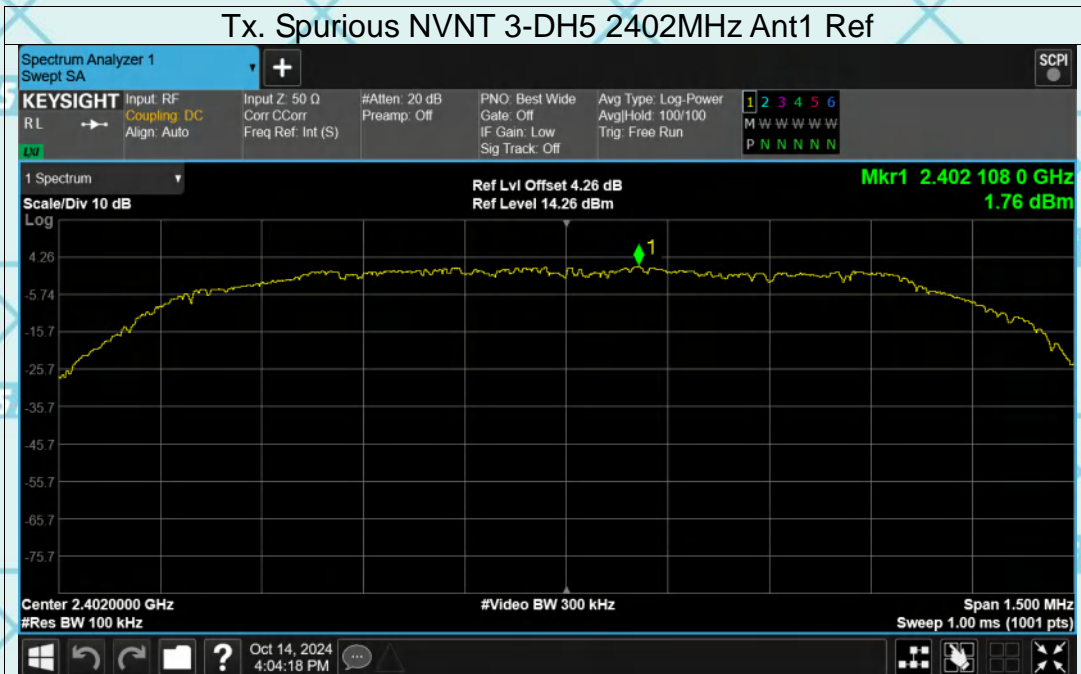 Tx. Spurious NVNT 3-DH5 2402MHz Ant1 Ref
Spectrum Analyzer 1
Swept SA
+
SCPI
KEYSIGHT
RL
LXI
Input: RF
Coupling: DC
Align: Auto
Input Z: 50 Ω
Corr CCorr
Freq Ref: Int (S)
#Atten: 20 dB
Preamp: Off
PNO: Best Wide
Gate: Off
IF Gain: Low
Sig Track: Off
Avg Type: Log-Power
Avg|Hold: 100/100
Trig: Free Run
1 2 3 4 5 6
M W W W W W
P N N N N N
1 Spectrum
Scale/Div 10 dB
Log
Ref Lvl Offset 4.26 dB
Ref Level 14.26 dBm
Mkr1 2.402 108 0 GHz
1.76 dBm
1
4.26
-5.74
-15.7
-25.7
-35.7
-45.7
-55.7
-65.7
-75.7
Center 2.4020000 GHz
#Res BW 100 kHz
#Video BW 300 kHz
Span 1.500 MHz
Sweep 1.00 ms (1001 pts)
?
Oct 14, 2024
4:04:18 PM